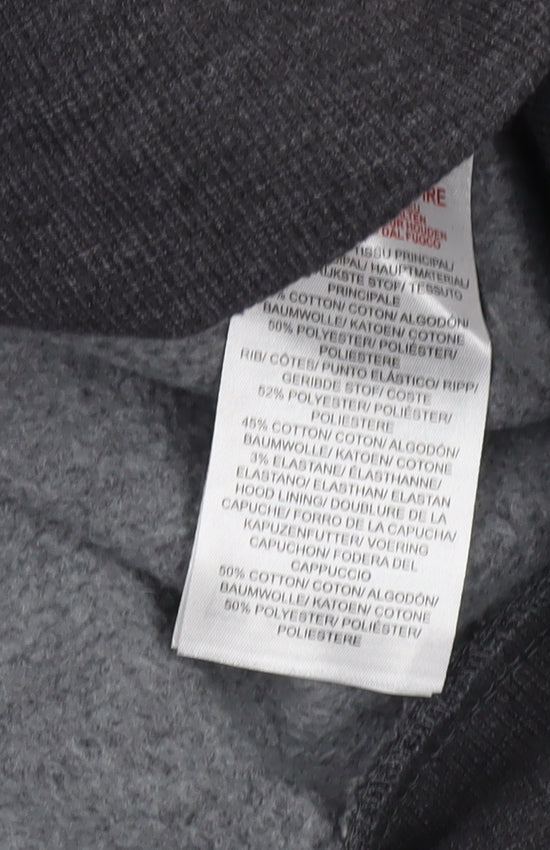 IRE
DAL FUOCO
TISSU PRINCIPAL/
HAUPTMATERIAL/
STOF/ TESSUTO
PRINCIPALE
% COTTON/ COTON/ ALGODÓN/
BAUMWOLLE/ KATOEN/ COTONE
50% POLYESTER/ POLIÉSTER/
POLIESTERE
RIB/ CÔTES/ PUNTO ELÁSTICO/ RIPP/
GERIBDE STOF/ COSTE
52% POLYESTER/ POLIÉSTER/
POLIESTERE
45% COTTON/ COTON/ ALGODÓN/
BAUMWOLLE/ KATOEN/ COTONE
3% ELASTANE/ ÉLASTHANNE/
ELASTANO/ ELASTHAN/ ELASTAN
HOOD LINING/ DOUBLURE DE LA
CAPUCHE/ FORRO DE LA CAPUCHA/
KAPUZENFUTTER/ VOERING
CAPUCHON/ FODERA DEL
CAPPUCCIO
50% COTTON/ COTON/ ALGODÓN/
BAUMWOLLE/ KATOEN/ COTONE
50% POLYESTER/ POLIÉSTER/
POLIESTERE